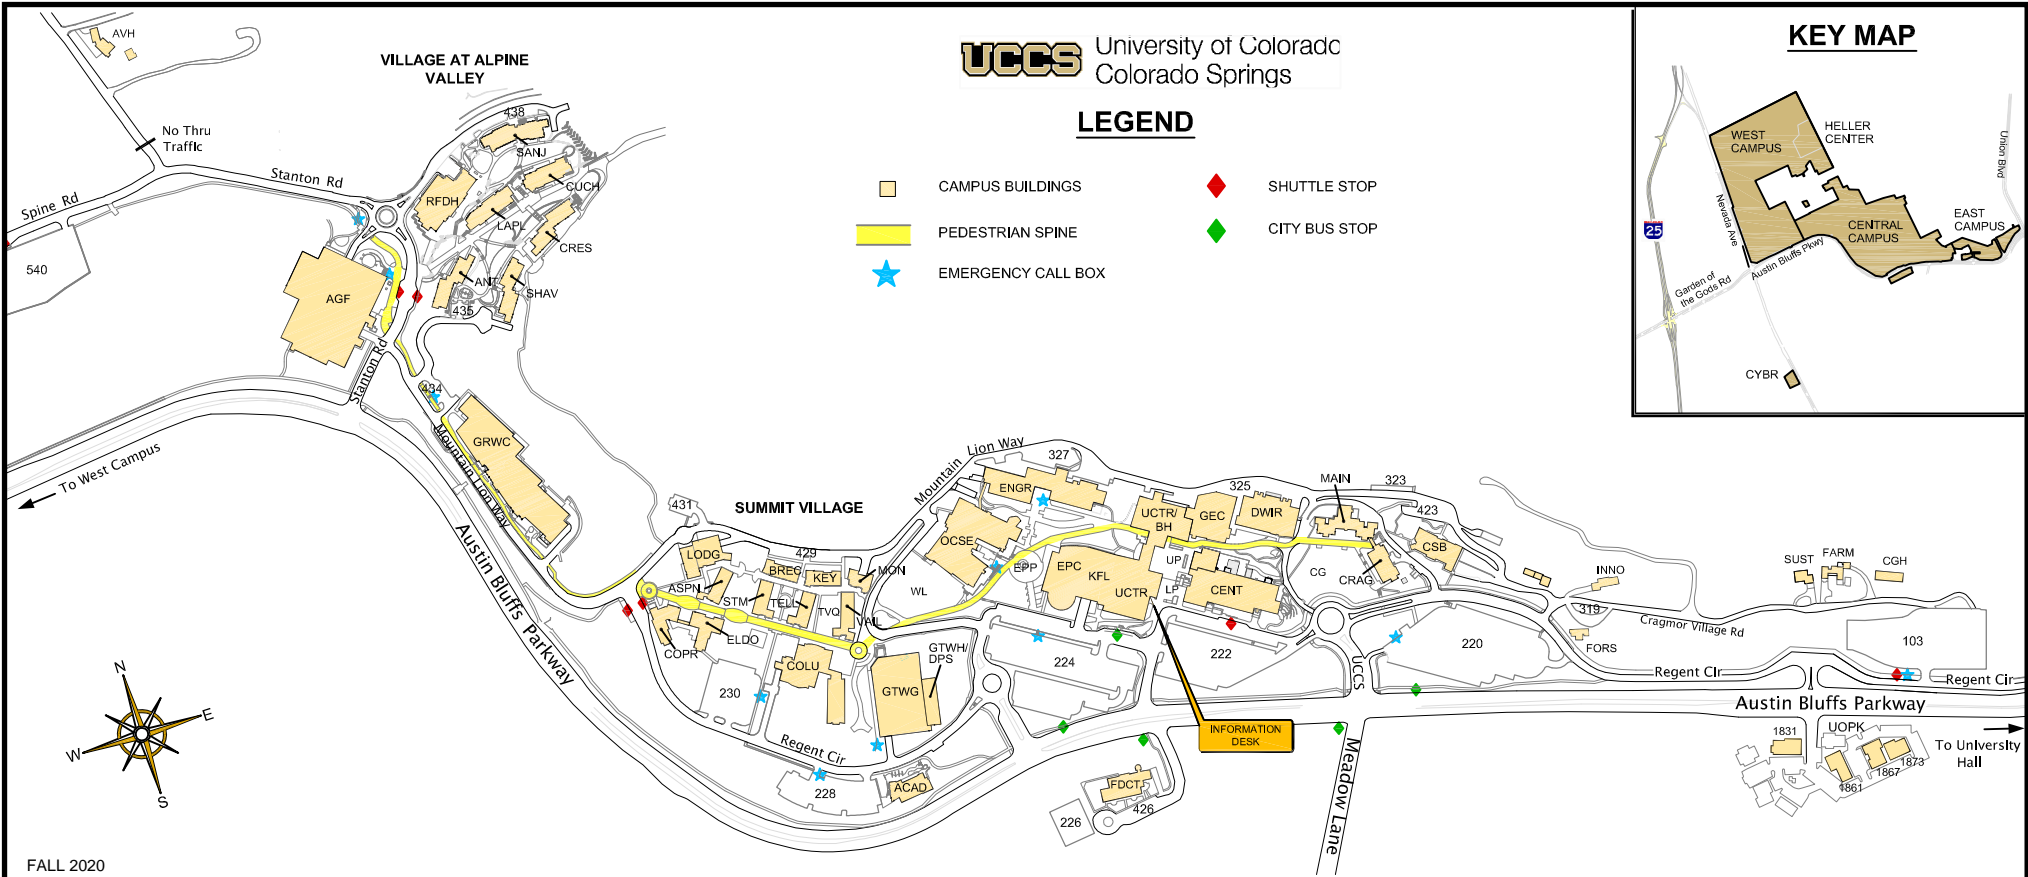 AVH
VILLAGE AT ALPINE
VALLEY
UCCS
University of Colorado
Colorado Springs
LEGEND
CAMPUS BUILDINGS
PEDESTRIAN SPINE
EMERGENCY CALL BOX
SHUTTLE STOP
CITY BUS STOP
KEY MAP
WEST
CAMPUS
HELLER
CENTER
Union Blvd
Nevada Ave
25
CENTRAL
CAMPUS
EAST
CAMPUS
Austin Bluffs Pkwy
Garden of
the Gods Rd
CYBR
No Thru
Traffic
Stanton Rd
Spine Rd
540
AGF
438
SANJ
CUCH
RFDH
LAPL
CRES
ANT
SHAV
435
Stanton Rd
434
GRWC
Mountain Lion Way
To West Campus
Austin Bluffs Parkway
431
SUMMIT VILLAGE
Mountain Lion Way
LODG
429
BREC
KEY
MON
ASPN
STM
TELL
TVQ
VAIL
ELDO
COPR
COLU
230
GTWH/
DPS
GTWG
Regent Cir
228
ACAD
327
ENGR
OCSE
EPP
WL
EPC
KFL
UCTR
UCTR/
BH
GEC
325
DWIR
MAIN
323
423
CSB
UP
LP
CENT
CG
CRAG
224
222
220
UCCS
INFORMATION
DESK
FDCT
426
226
Meadow Lane
INNO
319
FORS
SUST
FARM
CGH
Cragmor Village Rd
103
Regent Cir
Regent Cir
Austin Bluffs Parkway
1831
UOPK
1873
1867
1861
To University
Hall
N
E
W
S
FALL 2020